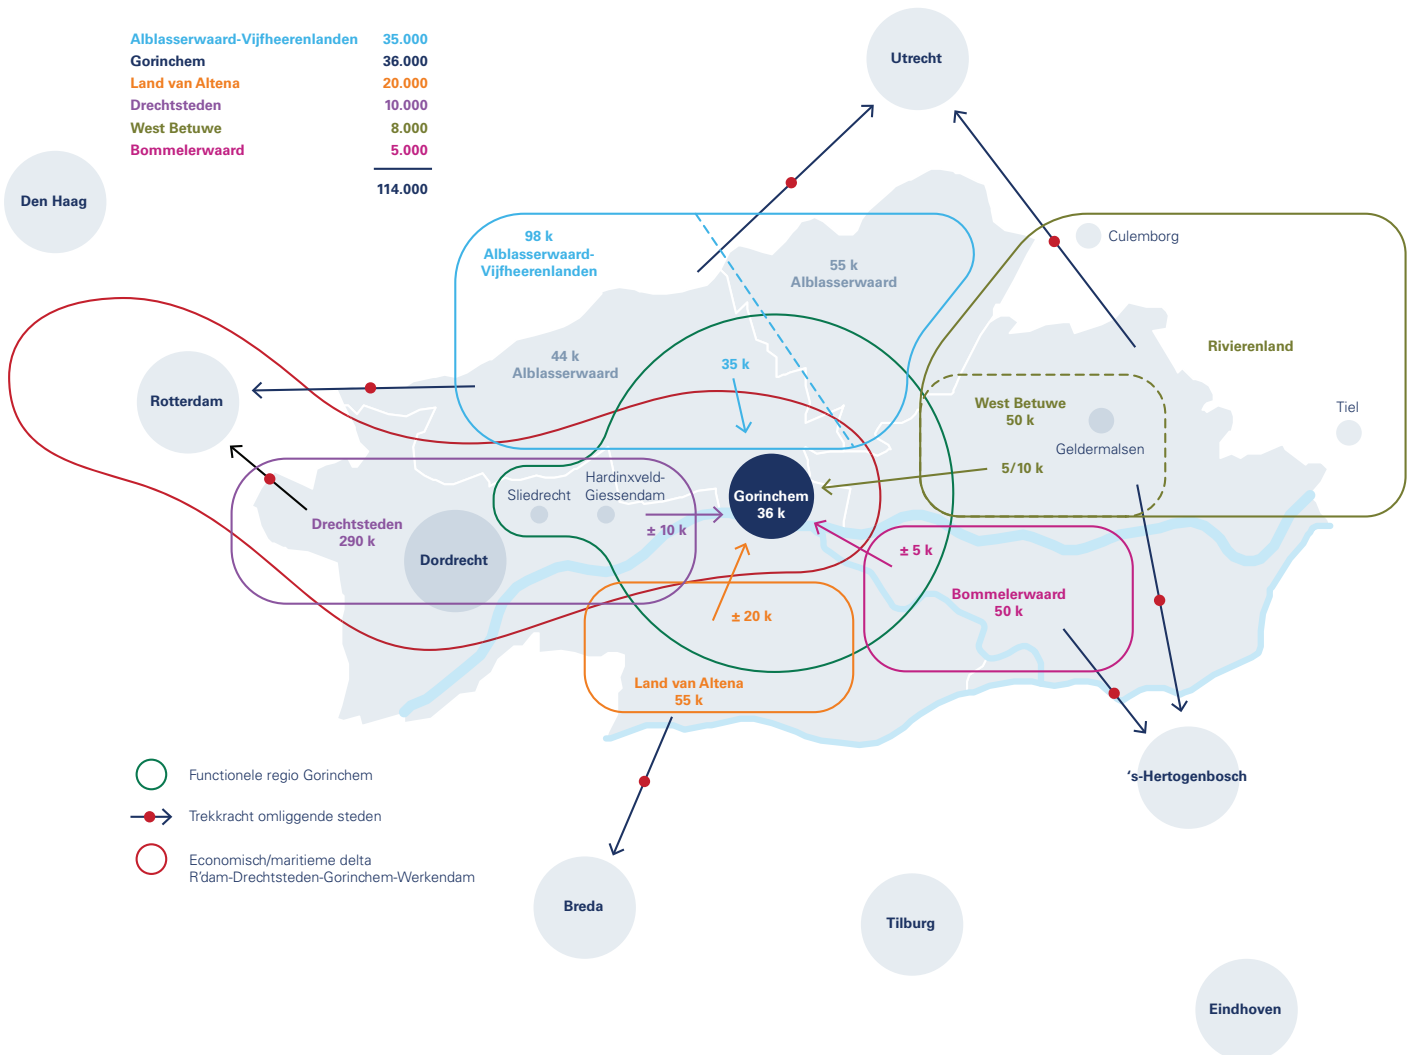 Alblasserwaard-Vijfheerenlanden 35.000
Gorinchem 36.000
Land van Altena 20.000
Drechtsteden 10.000
West Betuwe 8.000
Bommelerwaard 5.000
114.000
Utrecht
Den Haag
98 k
Alblasserwaard-
Vijfheerenlanden
55 k
Alblasserwaard
Culemborg
Rivierenland
44 k
Alblasserwaard
35 k
Rotterdam
West Betuwe
50 k
Geldermalsen
Tiel
5/10 k
Sliedrecht
Hardinxveld-
Giessendam
Gorinchem
36 k
Drechtsteden
290 k
± 10 k
Dordrecht
± 5 k
Bommelerwaard
50 k
± 20 k
Land van Altena
55 k
Functionele regio Gorinchem
Trekkracht omliggende steden
Economisch/maritieme delta
R'dam-Drechtsteden-Gorinchem-Werkendam
‘s-Hertogenbosch
Breda
Tilburg
Eindhoven